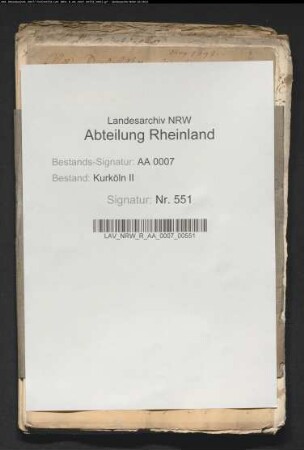 Landesarchiv NRW
Abteilung Rheinland
Bestands-Signatur: AA 0007
Bestand: Kurköln II
Signatur: Nr. 551
LAV_NRW_R_AA_0007_00551